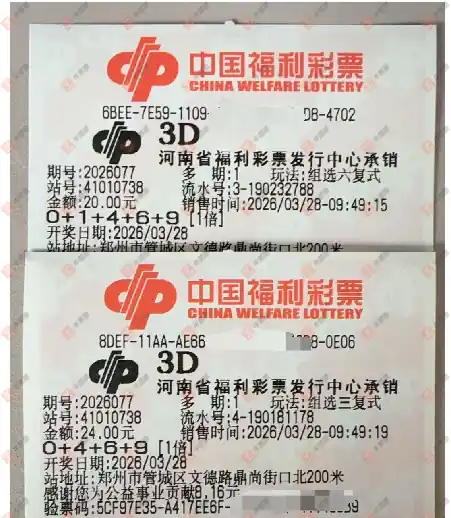 中国福利彩票
CHINA WELFARE LOTTERY
6BEE-7E59-1109 D8-4702
3D
河南省福利彩票发行中心承销
期号:2026077 多 期:1 玩法:组选六复式
站号:41010738 流水号:3-190232788
金额:20.00元 销售时间:2026/03/28-09:49:15
0+1+4+6+9 [1倍]
开奖日期:2026/03/28
站地址:郑州市管城区文德路鼎尚街口北200米
中国福利彩票
CHINA WELFARE LOTTERY
8DEF-11AA-AE66 8-0E06
3D
河南省福利彩票发行中心承销
期号:2026077 多 期:1 玩法:组选三复式
站号:41010738 流水号:4-190181178
金额:24.00元 销售时间:2026/03/28-09:49:19
0+4+6+9 [1倍]
开奖日期:2026/03/28
站地址:郑州市管城区文德路鼎尚街口北200米
感谢您为公益事业贡献8.16元
验票码:5CF97E35-A417EE6F-